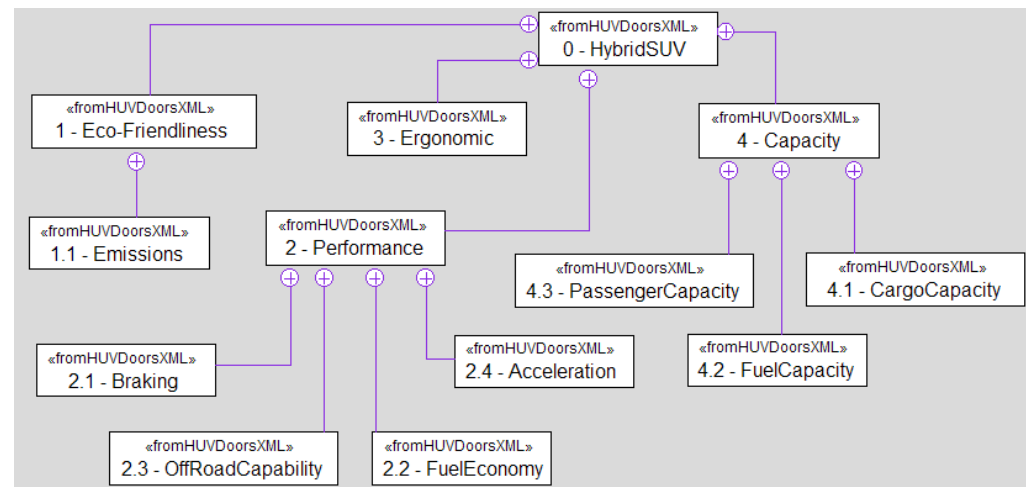 «fromHUVDoorsXML»
0 - HybridSUV
«fromHUVDoorsXML»
1 - Eco-Friendliness
«fromHUVDoorsXML»
3 - Ergonomic
«fromHUVDoorsXML»
4 - Capacity
«fromHUVDoorsXML»
1.1 - Emissions
«fromHUVDoorsXML»
2 - Performance
«fromHUVDoorsXML»
4.3 - PassengerCapacity
«fromHUVDoorsXML»
4.1 - CargoCapacity
«fromHUVDoorsXML»
2.1 - Braking
«fromHUVDoorsXML»
2.4 - Acceleration
«fromHUVDoorsXML»
4.2 - FuelCapacity
«fromHUVDoorsXML»
2.3 - OffRoadCapability
«fromHUVDoorsXML»
2.2 - FuelEconomy